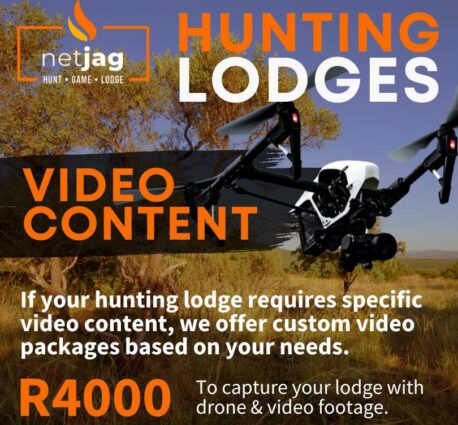 netjag
HUNT • GAME • LODGE
HUNTING
LODGES
VIDEO
CONTENT
If your hunting lodge requires specific
video content, we offer custom video
packages based on your needs.
R4000
To capture your lodge with
drone & video footage.